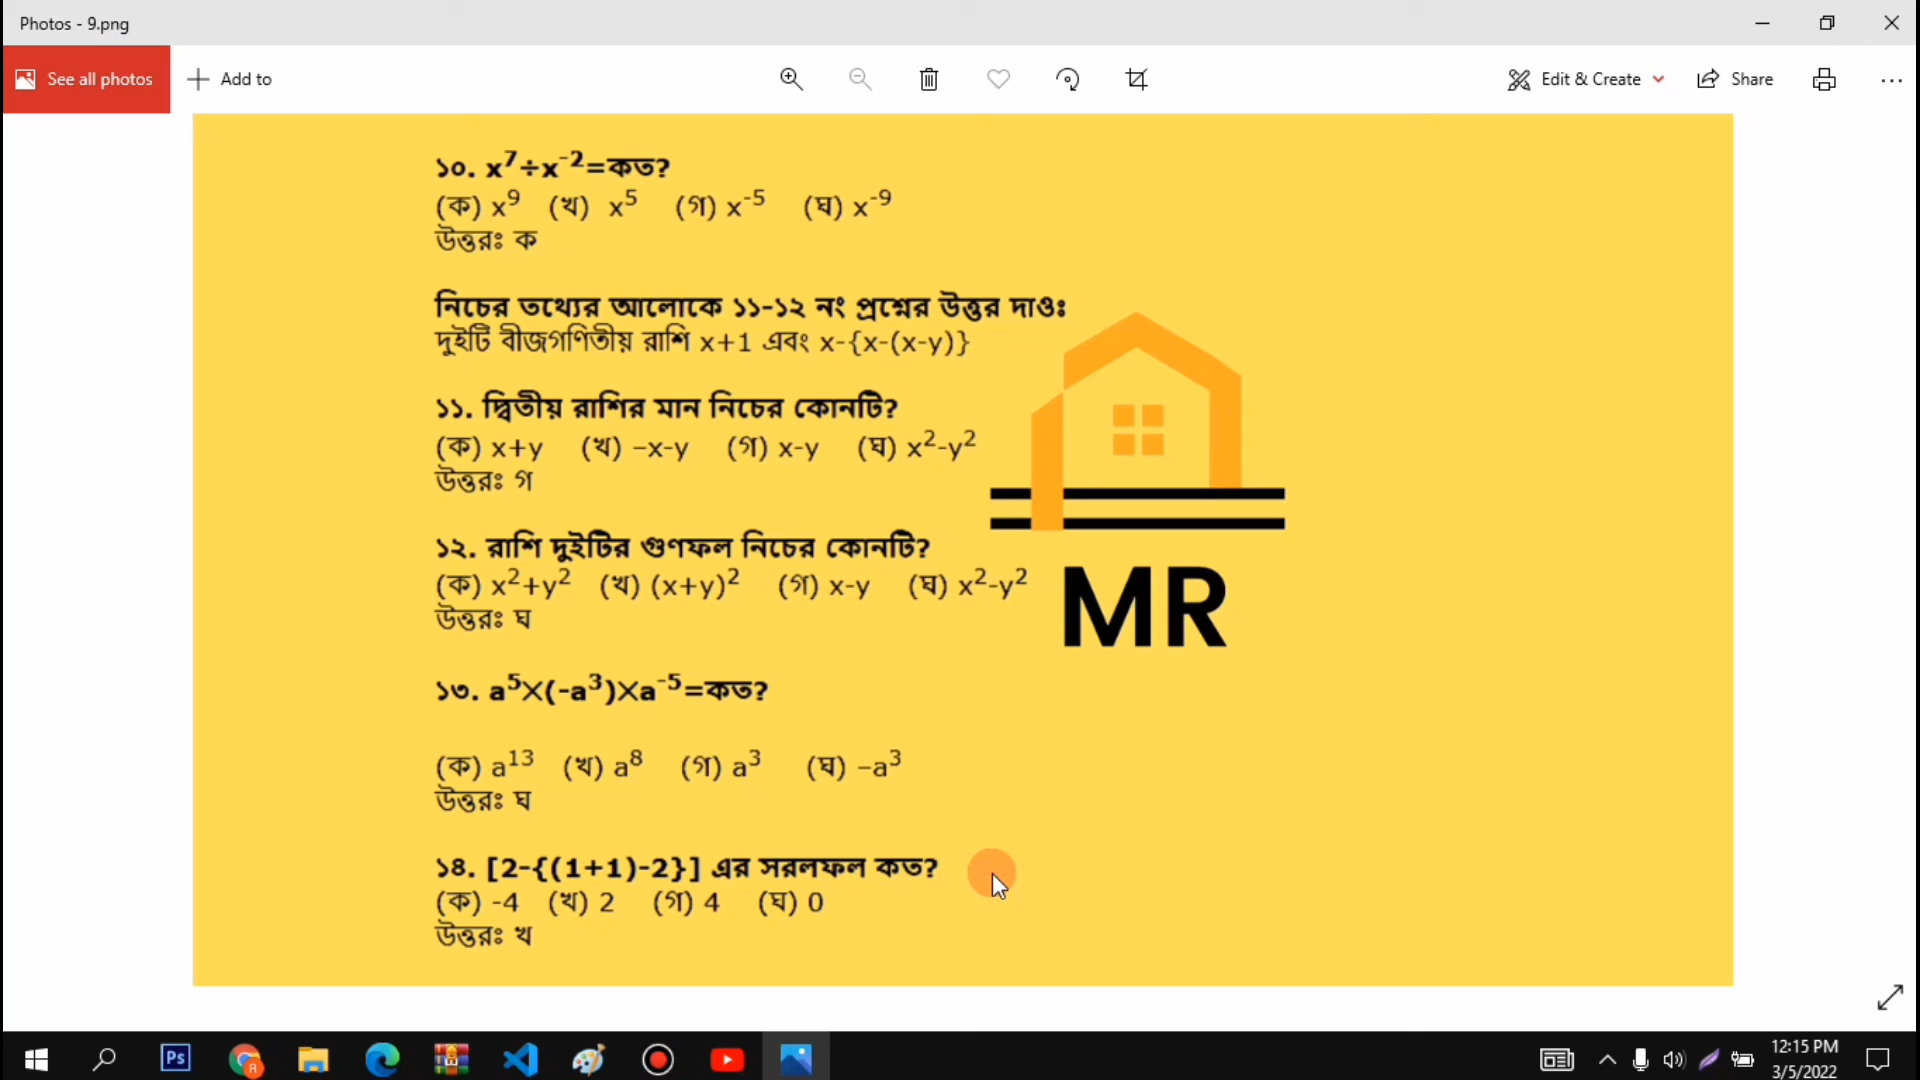 Photos - 9.png
See all photos
Add to
Edit & Create
Share
১০. x⁷÷x⁻²=কত?
(ক) x⁹ (খ) x⁵ (গ) x⁻⁵ (ঘ) x⁻⁹
উত্তরঃ ক
নিচের তথ্যের আলোকে ১১-১২ নং প্রশ্নের উত্তর দাওঃ
দুইটি বীজগণিতীয় রাশি x+1 এবং x-{x-(x-y)}
১১. দ্বিতীয় রাশির মান নিচের কোনটি?
(ক) x+y (খ) –x-y (গ) x-y (ঘ) x²-y²
উত্তরঃ গ
১২. রাশি দুইটির গুণফল নিচের কোনটি?
(ক) x²+y² (খ) (x+y)² (গ) x-y (ঘ) x²-y²
উত্তরঃ ঘ
MR
১৩. a⁵×(-a³)×a⁻⁵=কত?
(ক) a¹³ (খ) a⁸ (গ) a³ (ঘ) –a³
উত্তরঃ ঘ
১৪. [2-{(1+1)-2}] এর সরলফল কত?
(ক) -4 (খ) 2 (গ) 4 (ঘ) 0
উত্তরঃ খ
Ps
R
12:15 PM
3/5/2022